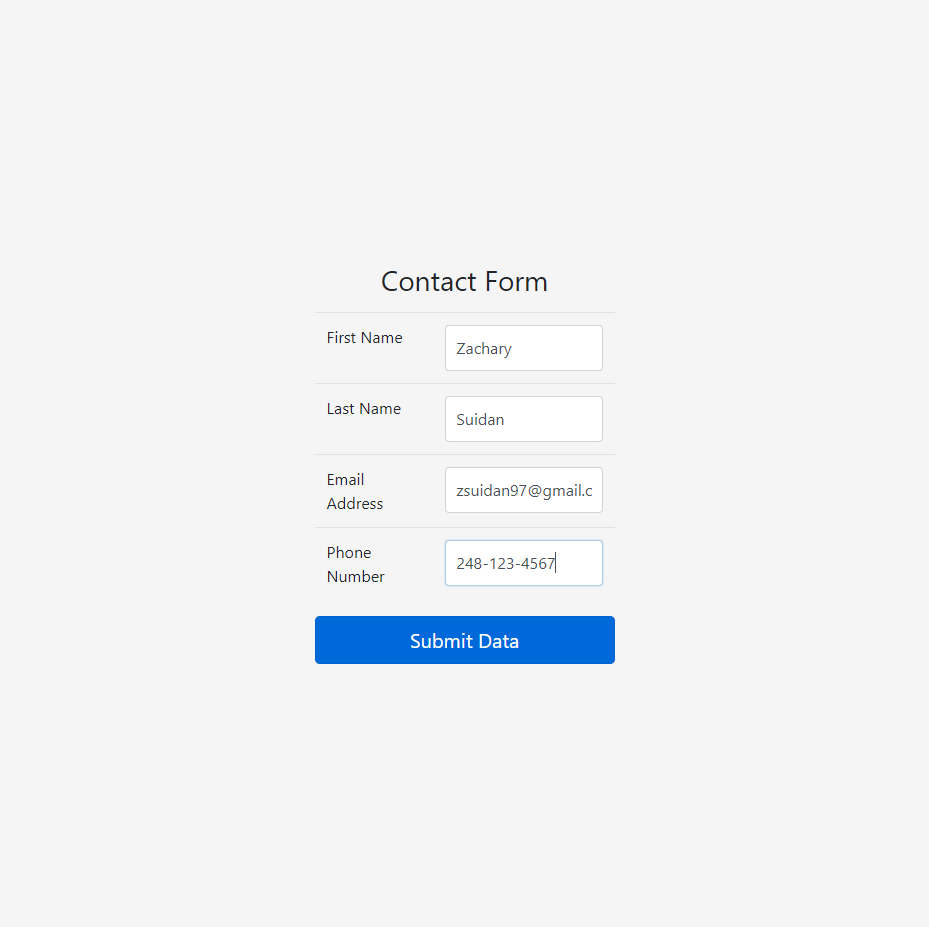 Contact Form
First Name
Zachary
Last Name
Suidan
Email
Address
zsuidan97@gmail.c
Phone
Number
248-123-4567
Submit Data